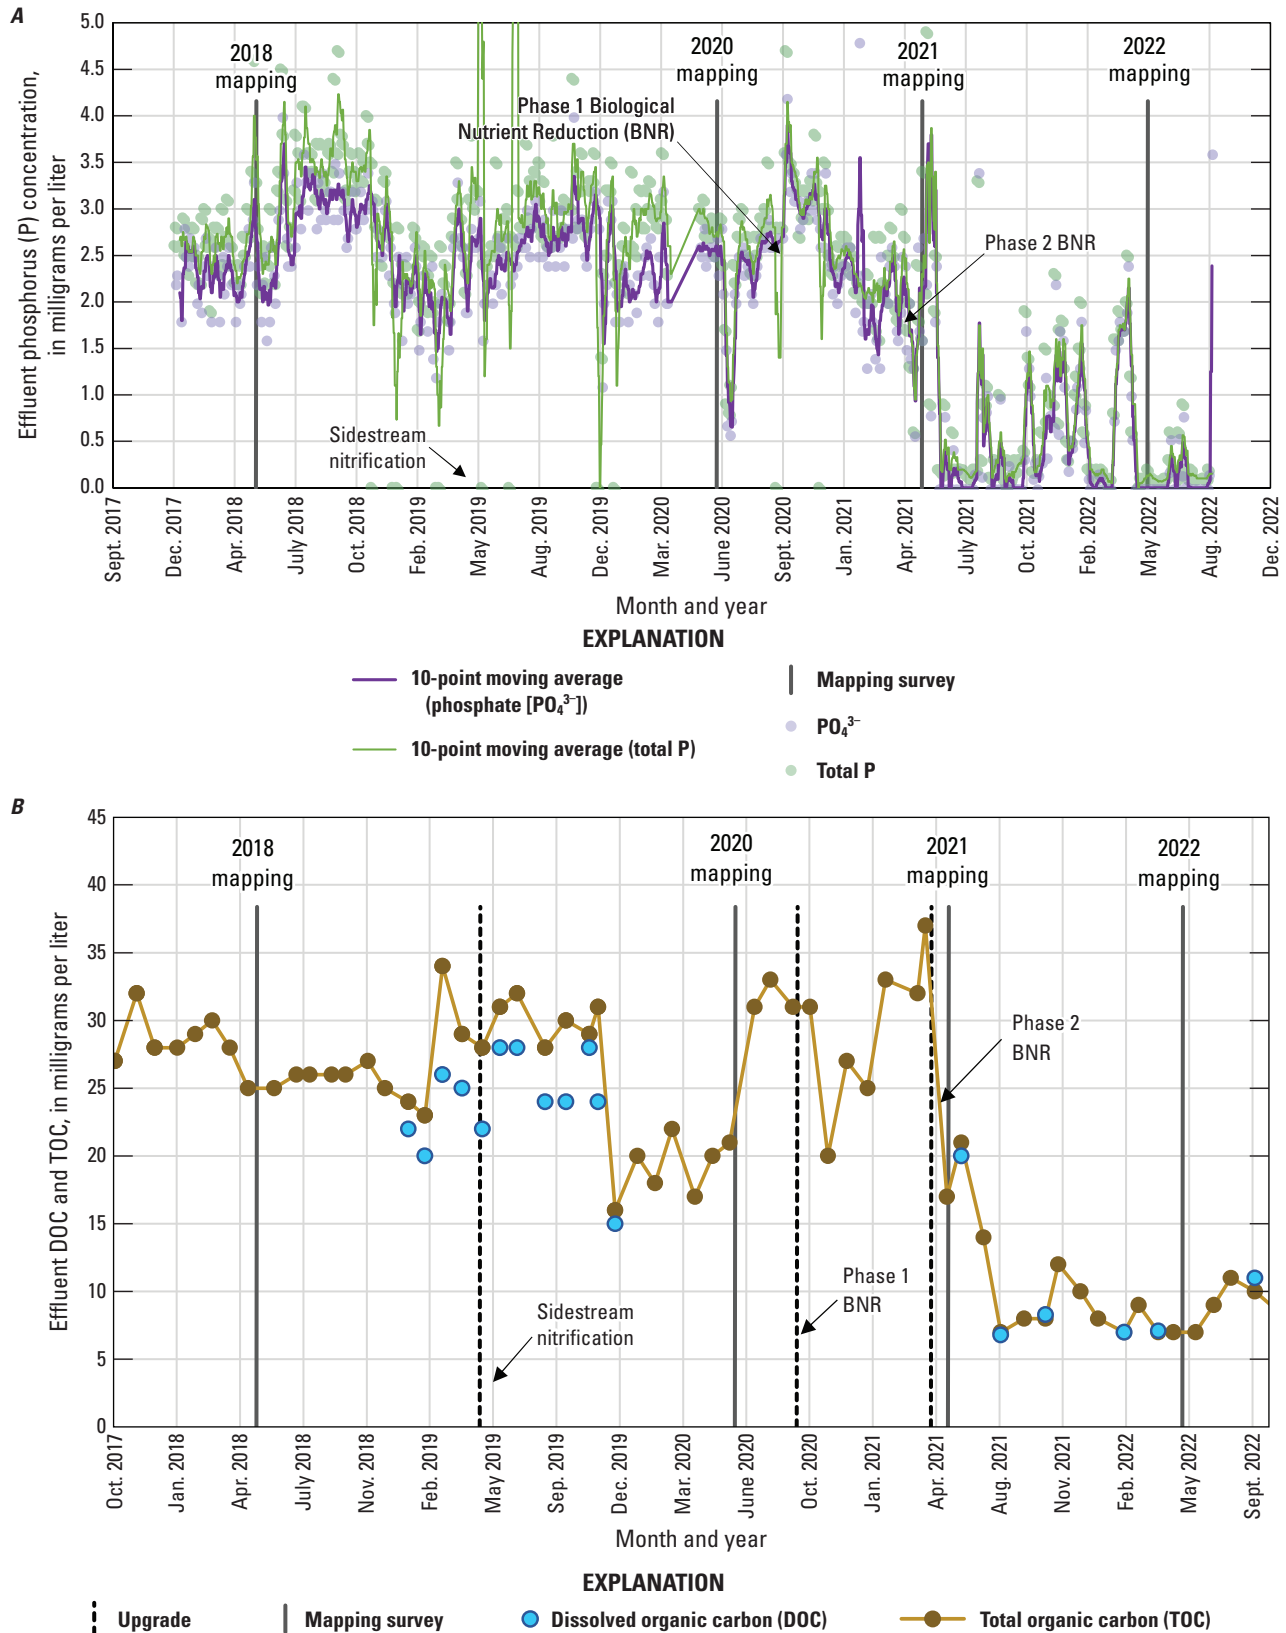 A
Effluent phosphorus (P) concentration,
in milligrams per liter
5.0
4.5
4.0
3.5
3.0
2.5
2.0
1.5
1.0
0.5
0.0
2018
mapping
2020
mapping
2021
mapping
2022
mapping
Phase 1 Biological
Nutrient Reduction (BNR)
Phase 2 BNR
Sidestream
nitrification
Sept. 2017
Dec. 2017
Apr. 2018
July 2018
Oct. 2018
Feb. 2019
May 2019
Aug. 2019
Dec. 2019
Mar. 2020
June 2020
Sept. 2020
Jan. 2021
Apr. 2021
July 2021
Oct. 2021
Feb. 2022
May 2022
Aug. 2022
Dec. 2022
Month and year
EXPLANATION
10-point moving average
(phosphate [PO₄³⁻])
10-point moving average (total P)
Mapping survey
PO₄³⁻
Total P
B
Effluent DOC and TOC, in milligrams per liter
45
40
35
30
25
20
15
10
5
0
2018
mapping
2020
mapping
2021
mapping
2022
mapping
Phase 2
BNR
Phase 1
BNR
Sidestream
nitrification
Oct. 2017
Jan. 2018
Apr. 2018
July 2018
Nov. 2018
Feb. 2019
May 2019
Sep. 2019
Dec. 2019
Mar. 2020
June 2020
Oct. 2020
Jan. 2021
Apr. 2021
Aug. 2021
Nov. 2021
Feb. 2022
May 2022
Sept. 2022
Month and year
EXPLANATION
Upgrade
Mapping survey
Dissolved organic carbon (DOC)
Total organic carbon (TOC)